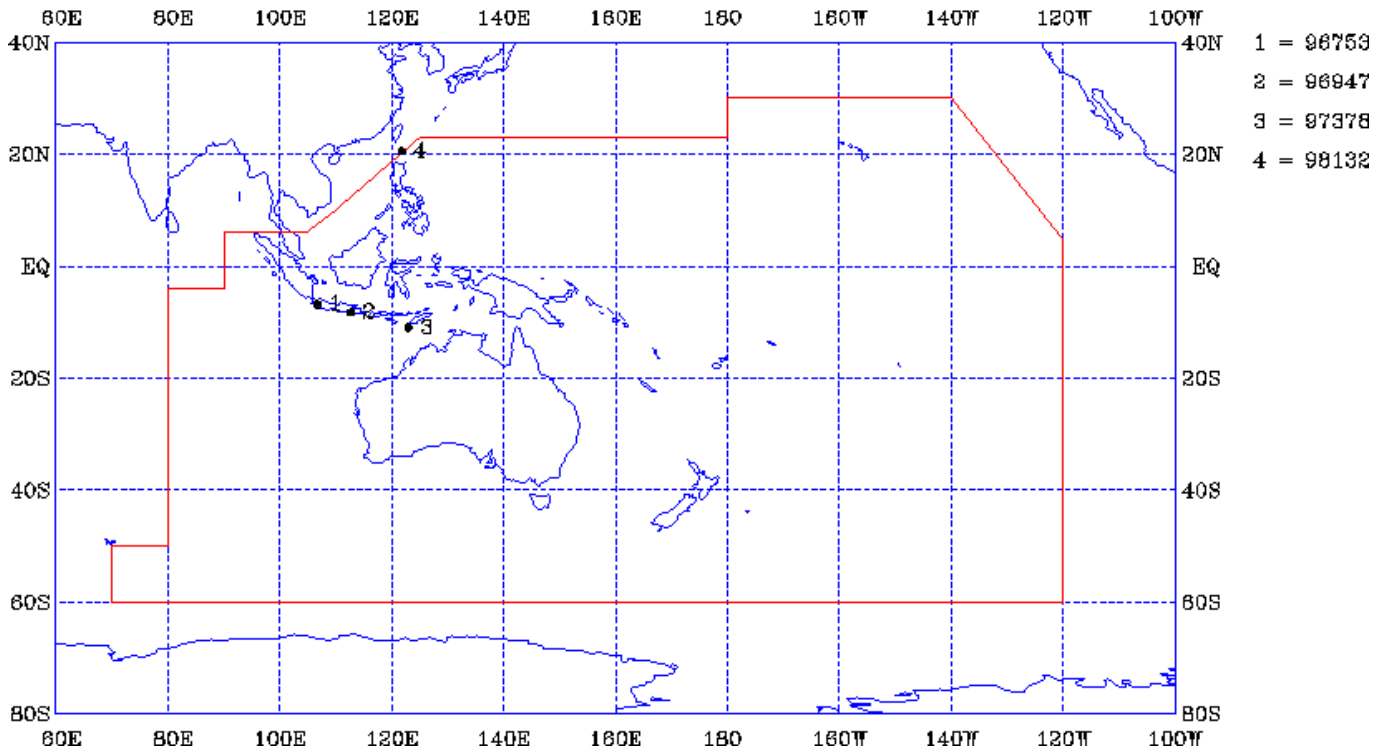 60E 80E 100E 120E 140E 160E 180 160W 140W 120W 100W
40N 40N 1 = 96753
2 = 96947
3 = 97378
20N 4 20N 4 = 98132
EQ EQ
1 2
3
20S 20S
40S 40S
60S 60S
80S 80S
60E 80E 100E 120E 140E 160E 180 160W 140W 120W 100W